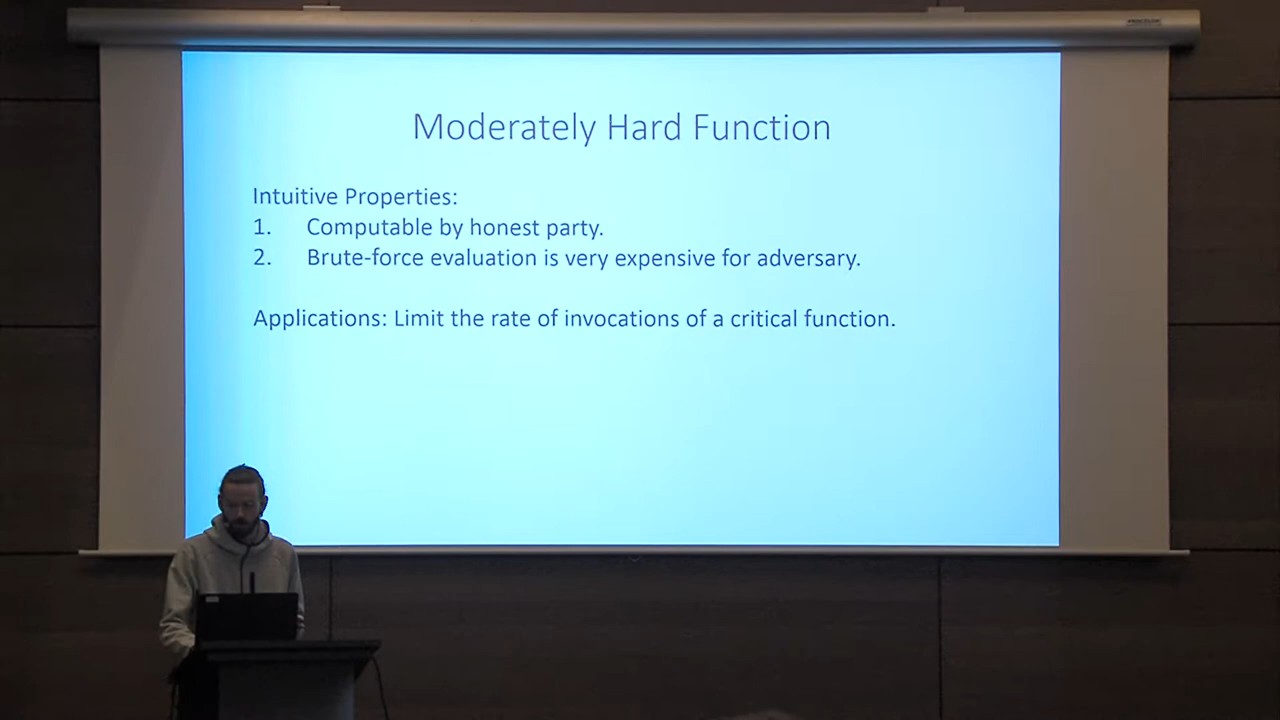 Moderately Hard Function
Intuitive Properties:
1. Computable by honest party.
2. Brute-force evaluation is very expensive for adversary.
Applications: Limit the rate of invocations of a critical function.